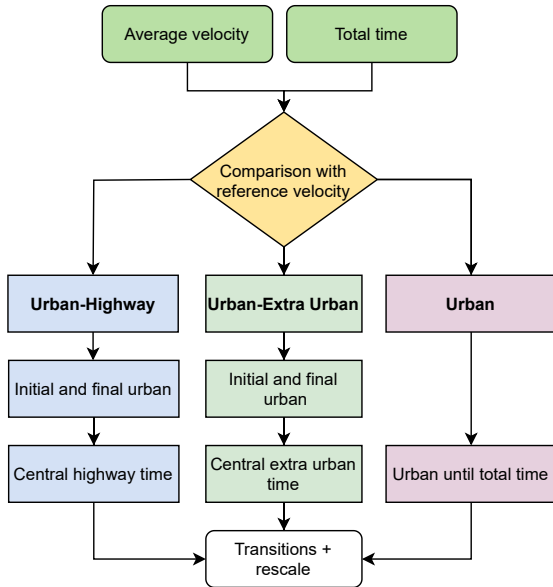 Average velocity
Total time
Comparison with
reference velocity
Urban-Highway
Urban-Extra Urban
Urban
Initial and final urban
Initial and final
urban
Central highway time
Central extra urban
time
Urban until total time
Transitions +
rescale